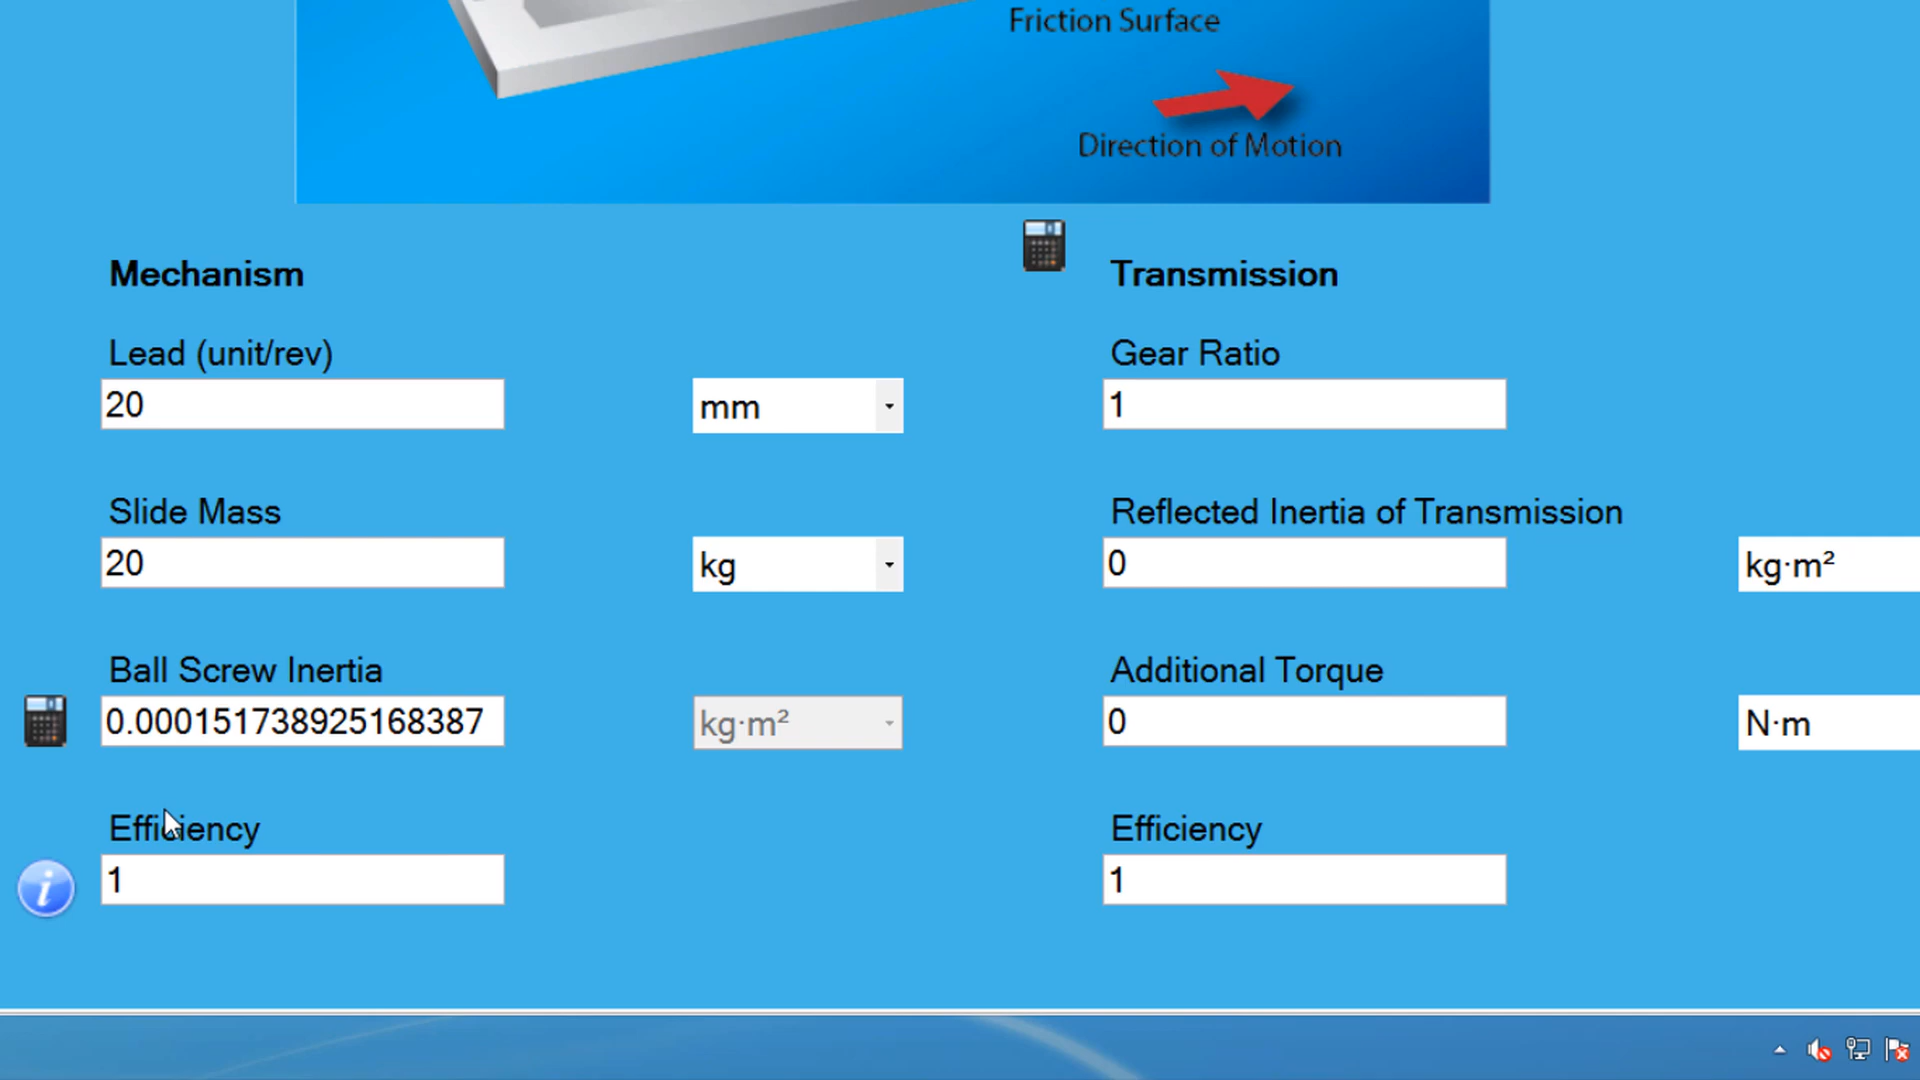 Friction Surface
Direction of Motion
Mechanism
Transmission
Lead (unit/rev)
20
mm
Gear Ratio
1
Slide Mass
20
kg
Reflected Inertia of Transmission
0
kg·m²
Ball Screw Inertia
0.000151738925168387
kg·m²
Additional Torque
0
N·m
Efficiency
1
Efficiency
1